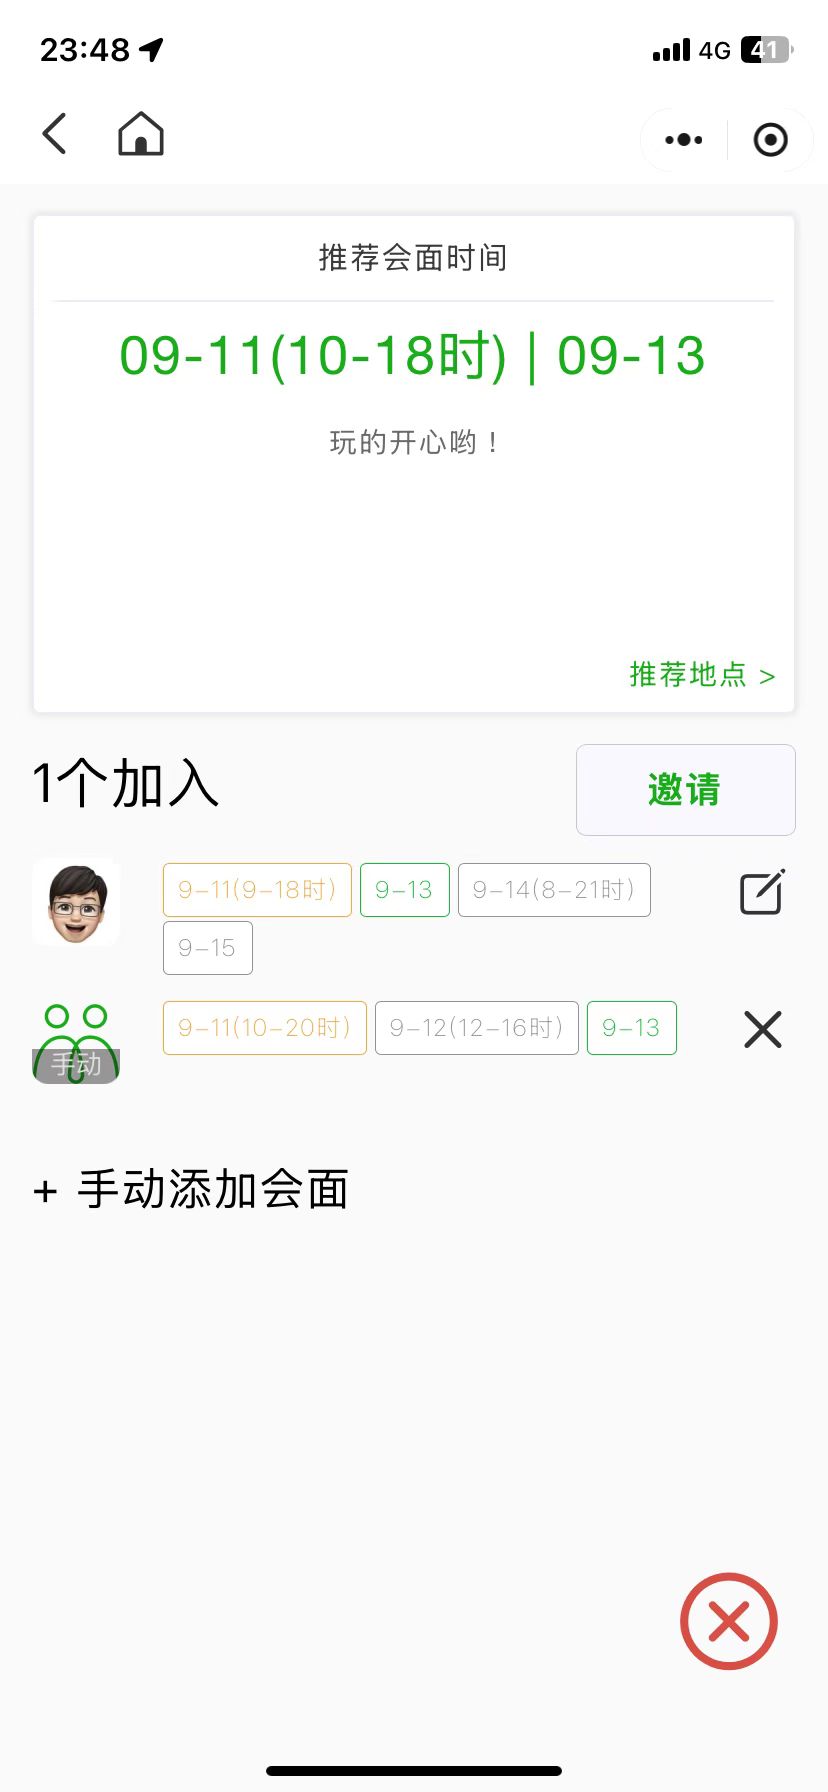 23:48 4G 41
推荐会面时间
09-11(10-18时) | 09-13
玩的开心哟！
推荐地点 >
1个加入 邀请
9-11(9-18时) 9-13 9-14(8-21时)
9-15
9-11(10-20时) 9-12(12-16时) 9-13
手动
+ 手动添加会面